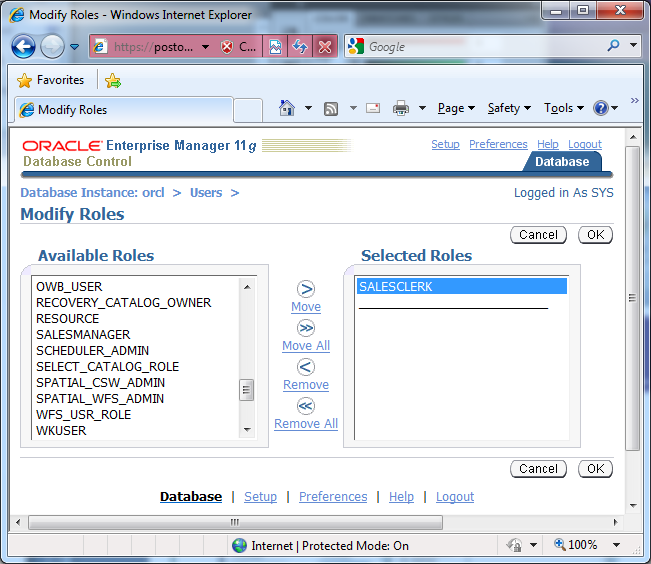 Modify Roles - Windows Internet Explorer
https://posto... C...
Google
Favorites
Modify Roles
Page Safety Tools
ORACLE Enterprise Manager 11g
Database Control
Setup Preferences Help Logout
Database
Database Instance: orcl > Users >
Logged in As SYS
Modify Roles
Cancel OK
Available Roles
Selected Roles
OWB_USER
RECOVERY_CATALOG_OWNER
RESOURCE
SALESMANAGER
SCHEDULER_ADMIN
SELECT_CATALOG_ROLE
SPATIAL_CSW_ADMIN
SPATIAL_WFS_ADMIN
WFS_USR_ROLE
WKUSER
Move
Move All
Remove
Remove All
SALESCLERK
Cancel OK
Database | Setup | Preferences | Help | Logout
Internet | Protected Mode: On
100%